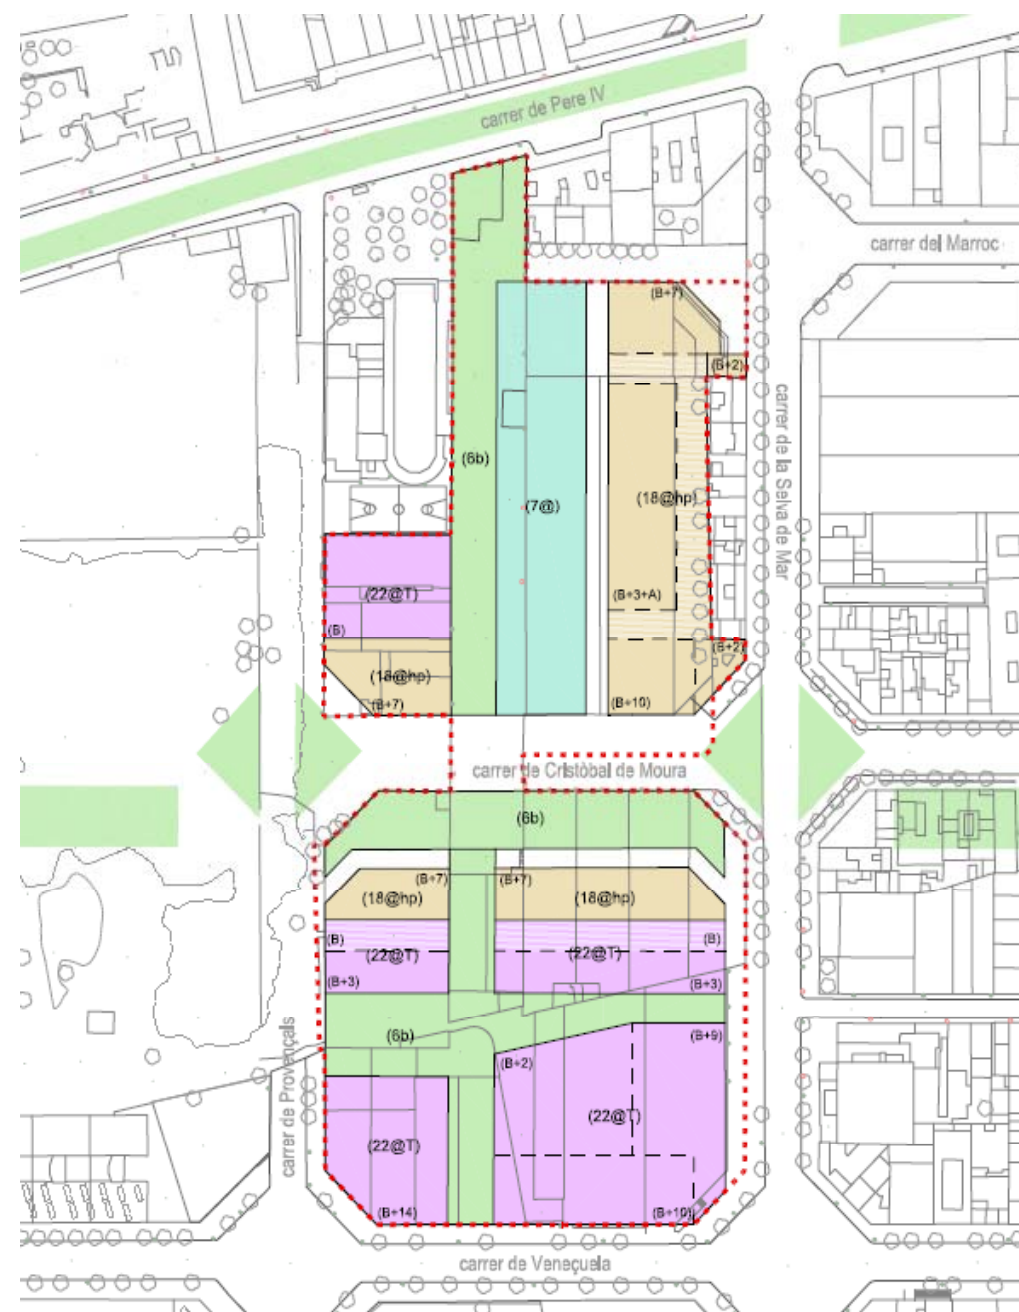 carrer de Pere IV
carrer del Marroc
(B+7)
(B+2)
carrer de la Selva de Mar
(6b)
(7@)
(18@hp)
(22@T)
(B+3+A)
(B)
(B+2)
(18@hp)
(B+7)
(B+10)
carrer de Cristòbal de Moura
(6b)
(B+7)
(B+7)
(18@hp)
(18@hp)
(B)
(B)
(22@T)
(22@T)
(B+3)
(B+3)
carrer de Provençals
(6b)
(B+9)
(B+2)
(22@T)
(22@T)
(B+14)
(B+10)
carrer de Veneçuela